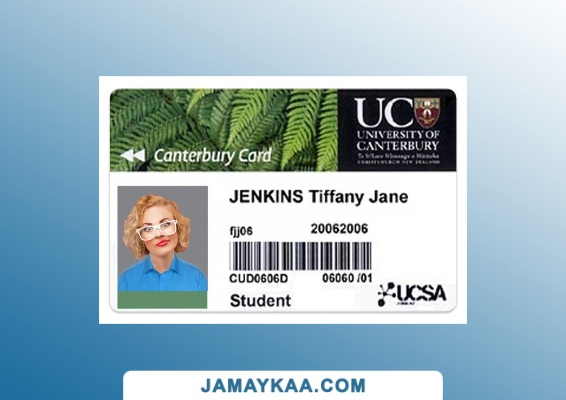 UC
UNIVERSITY OF
CANTERBURY
Te Whare Wananga o Waitaha
CHRISTCHURCH NEW ZEALAND
Canterbury Card
JENKINS Tiffany Jane
fjj06 20062006
CUD0606D 06060 /01
Student
UCSA
JAMAYKAA.COM